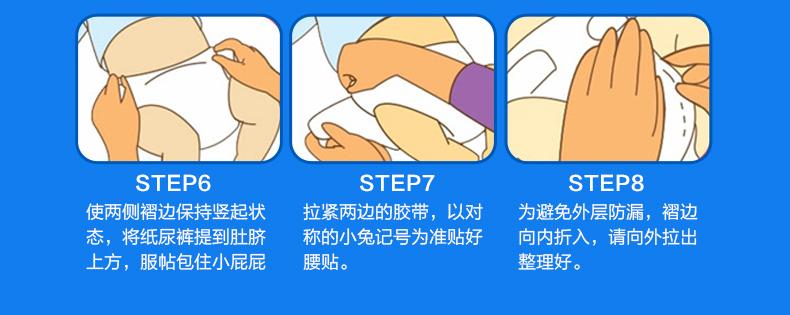 STEP6
使两侧褶边保持竖起状
态，将纸尿裤提到肚脐
上方，服帖包住小屁屁
STEP7
拉紧两边的胶带，以对
称的小兔记号为准贴好
腰贴。
STEP8
为避免外层防漏，褶边
向内折入，请向外拉出
整理好。